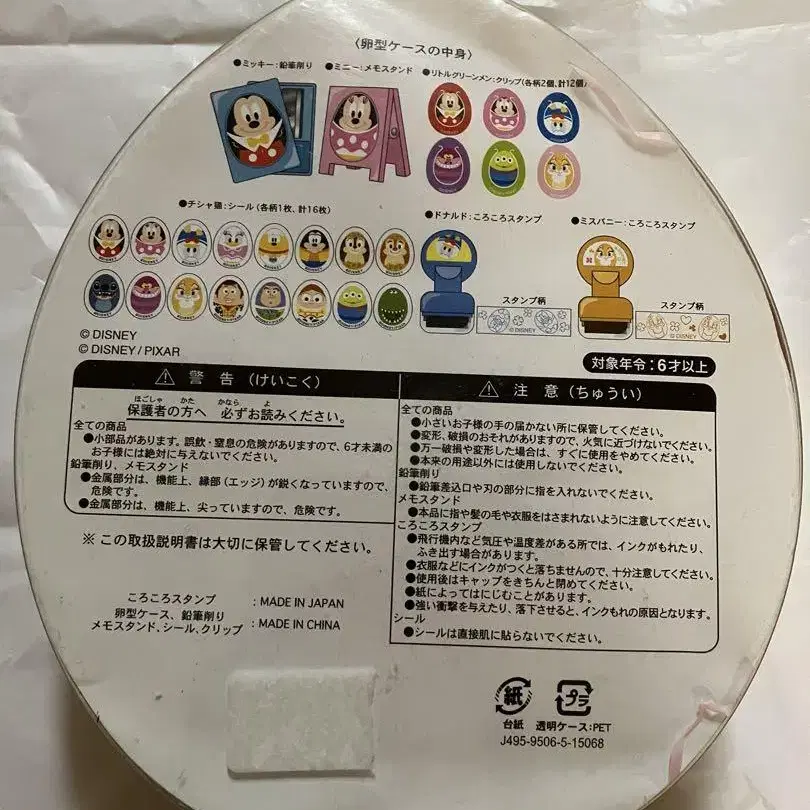 〈卵型ケースの中身〉
●ミッキー:鉛筆削り ●ミニー:メモスタンド ●リトルグリーンメン:クリップ(各柄2個、計12個)
●チシャ猫:シール(各柄1枚、計16枚)
●ドナルド:ころころスタンプ
●ミスバニー:ころころスタンプ
スタンプ柄
© DISNEY
スタンプ柄
© DISNEY
© DISNEY
© DISNEY/PIXAR
対象年令:6才以上
警告(けいこく)
ほごしゃ かた かなら よ
保護者の方へ 必ずお読みください。
全ての商品
●小部品があります。誤飲・窒息の危険がありますので、6才未満の
お子様には絶対に与えないでください。
鉛筆削り、メモスタンド
●金属部分は、機能上、縁部(エッジ)が鋭くなっていますので、
危険です。
●金属部分は、機能上、尖っていますので、危険です。
注意(ちゅうい)
全ての商品
●小さいお子様の手の届かない所に保管してください。
●変形、破損のおそれがありますので、火気に近づけないでください。
●万一破損や変形した場合は、すぐに使用をやめてください。
●本来の用途以外には使用しないでください。
鉛筆削り
●鉛筆差込口や刃の部分に指を入れないでください。
メモスタンド
●本品に指や髪の毛や衣服をはさまれないように注意してください。
ころころスタンプ
●飛行機内など気圧や温度差がある所では、インクがもれたり、
ふき出す場合があります。
●衣服などにインクがつくと落ちませんので、十分注意してください。
●使用後はキャップをきちんと閉めてください。
●紙によってはにじむことがあります。
●強い衝撃を与えたり、落下させると、インクもれの原因となります。
シール
●シールは直接肌に貼らないでください。
※ この取扱説明書は大切に保管してください。
ころころスタンプ : MADE IN JAPAN
卵型ケース、鉛筆削り
メモスタンド、シール、クリップ : MADE IN CHINA
紙 プラ
台紙 透明ケース:PET
J495-9506-5-15068